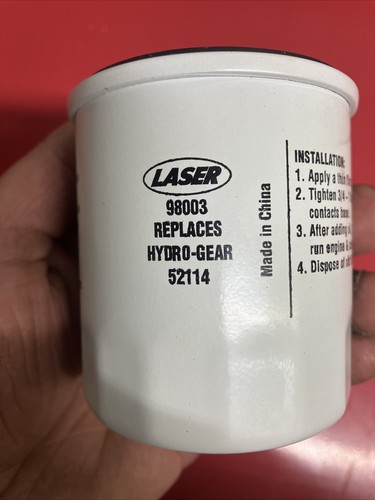 LASER
98003
REPLACES
HYDRO-GEAR
52114
Made in China
INSTALLATION:
1. Apply a thin
2. Tighten 3/4 -
contacts
3. After adding
run engine &
4. Dispose of